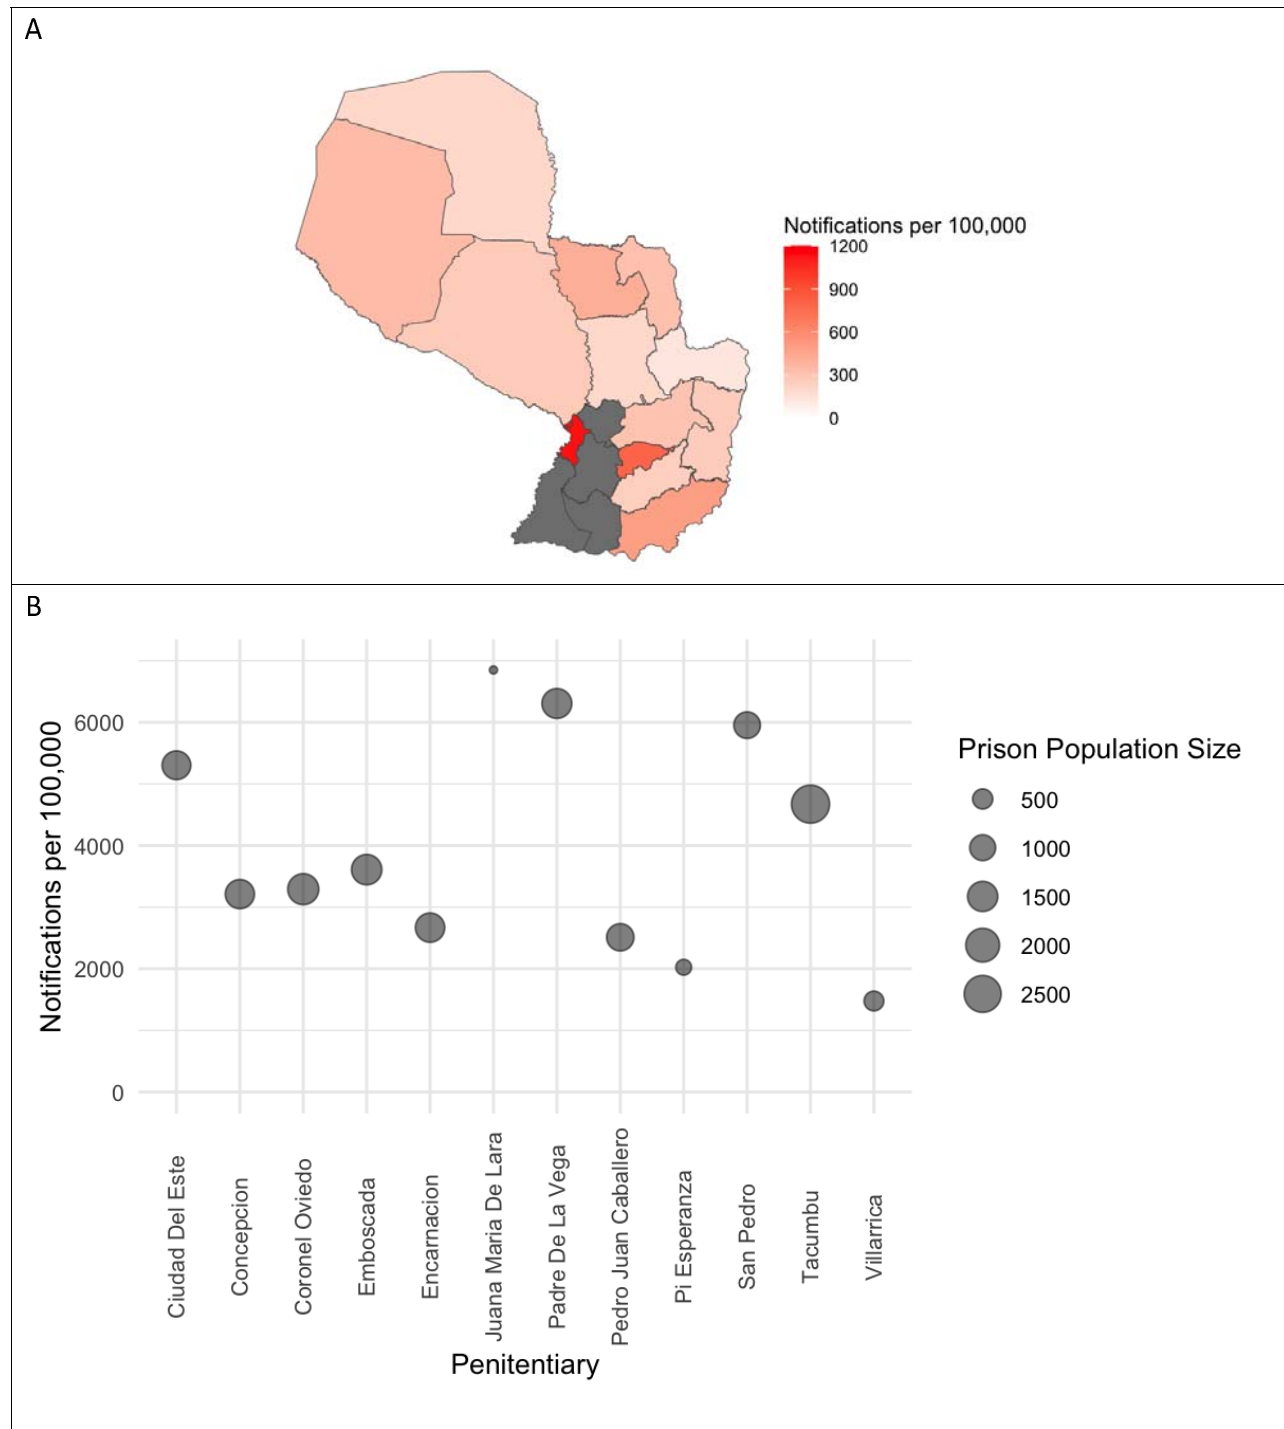 A
Notifications per 100,000
1200
900
600
300
0
B
Notifications per 100,000
6000
4000
2000
0
Ciudad Del Este
Concepcion
Coronel Oviedo
Emboscada
Encarnacion
Juana Maria De Lara
Padre De La Vega
Pedro Juan Caballero
Pi Esperanza
San Pedro
Tacumbu
Villarrica
Penitentiary
Prison Population Size
500
1000
1500
2000
2500